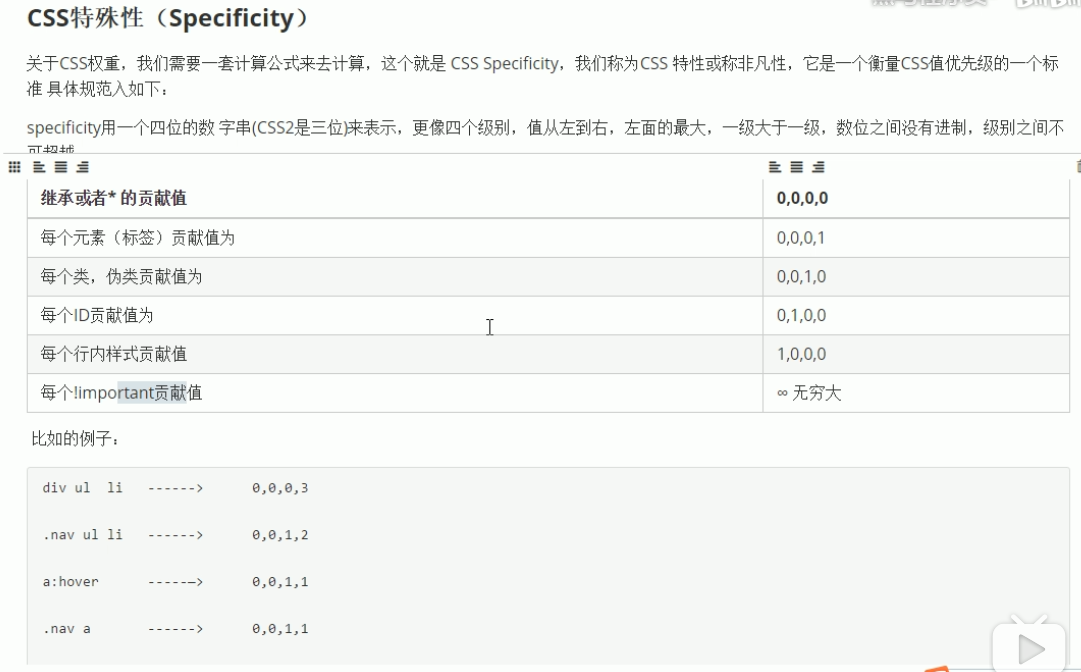 CSS特殊性（Specificity）
关于CSS权重，我们需要一套计算公式来去计算，这个就是 CSS Specificity，我们称为CSS 特性或称非凡性，它是一个衡量CSS值优先级的一个标
准 具体规范入如下：
specificity用一个四位的数 字串(CSS2是三位)来表示，更像四个级别，值从左到右，左面的最大，一级大于一级，数位之间没有进制，级别之间不
可超越
继承或者* 的贡献值 0,0,0,0
每个元素（标签）贡献值为 0,0,0,1
每个类，伪类贡献值为 0,0,1,0
每个ID贡献值为 0,1,0,0
每个行内样式贡献值 1,0,0,0
每个!important贡献值 ∞ 无穷大
比如的例子：
div ul  li   ------>      0,0,0,3
.nav ul li   ------>      0,0,1,2
a:hover      ------>      0,0,1,1
.nav a       ------>      0,0,1,1